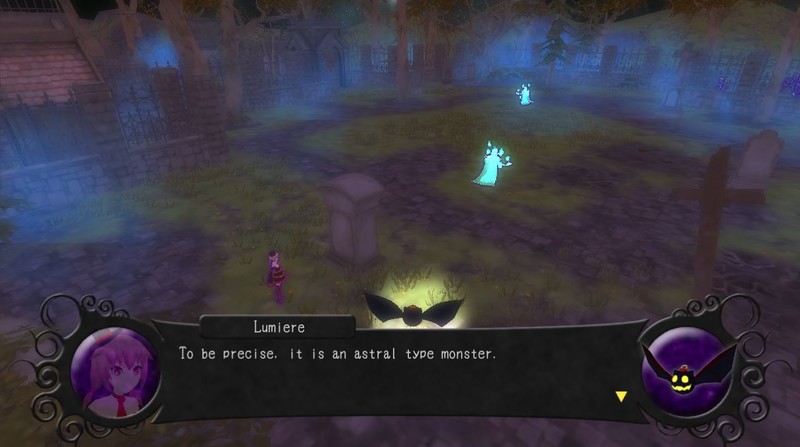 Lumiere
To be precise, it is an astral type monster.